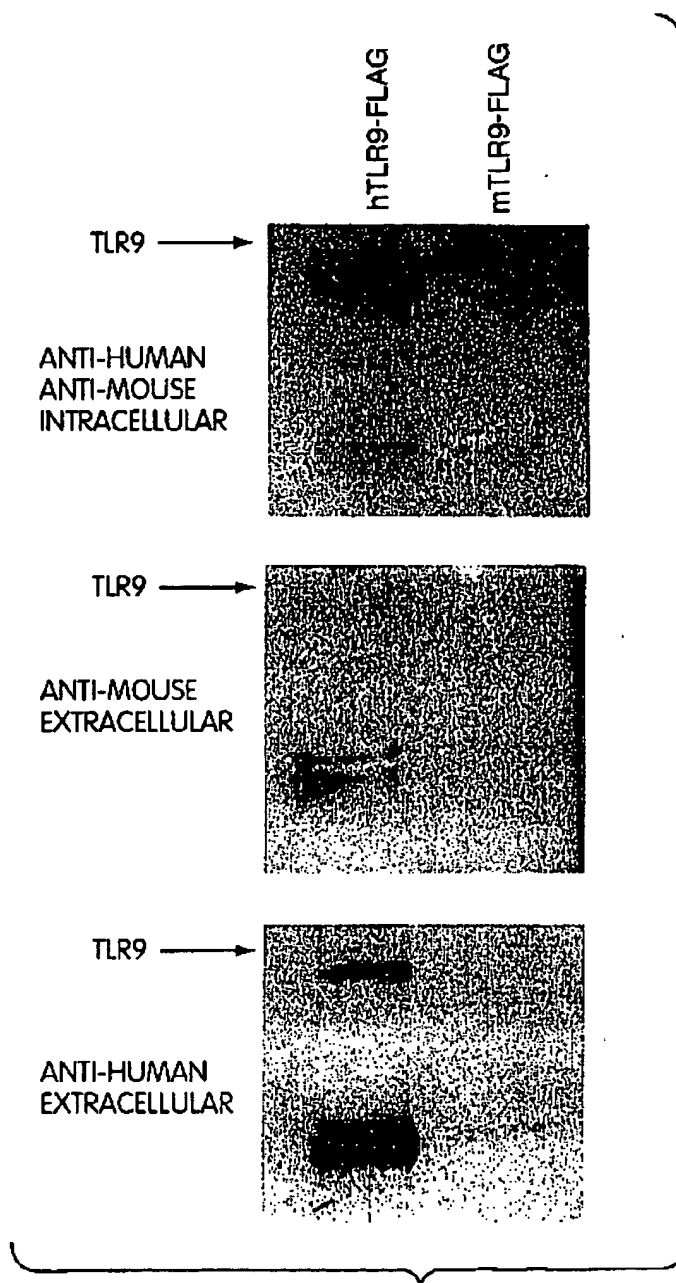 hTLR9-FLAG
mTLR9-FLAG
TLR9
ANTI-HUMAN
ANTI-MOUSE
INTRACELLULAR
TLR9
ANTI-MOUSE
EXTRACELLULAR
TLR9
ANTI-HUMAN
EXTRACELLULAR